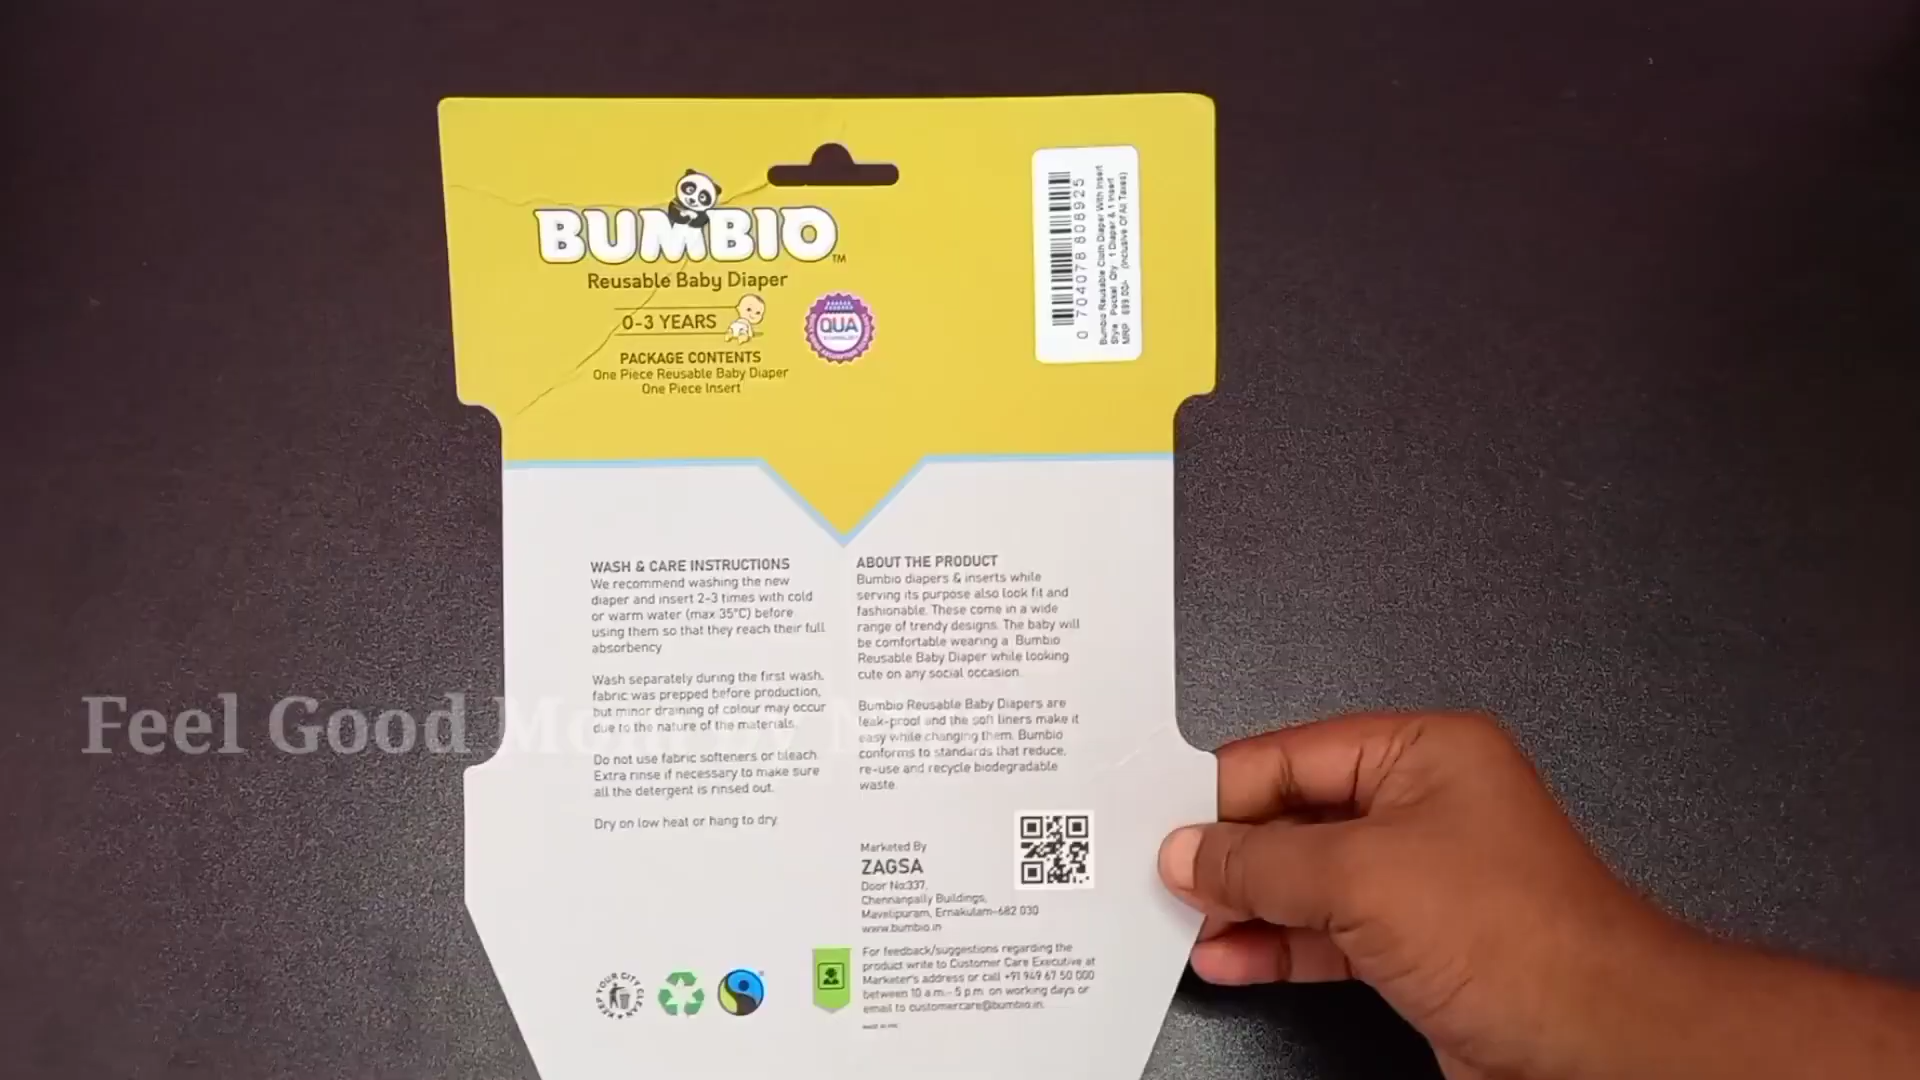 BUMBIO TM
Reusable Baby Diaper
0-3 YEARS
PACKAGE CONTENTS
One Piece Reusable Baby Diaper
One Piece Insert
QUA
0 704078 808925
Bumbio Reusable Cloth Diaper With Insert
Style Pocket Qty 1 Diaper & 1 Insert
MRP (Inclusive Of All Taxes)
WASH & CARE INSTRUCTIONS
We recommend washing the new
diaper and insert 2-3 times with cold
or warm water (max 35°C) before
using them so that they reach their full
absorbency
Wash separately during the first wash,
fabric was prepped before production,
but minor draining of colour may occur
due to the nature of the materials.
Do not use fabric softeners or bleach.
Extra rinse if necessary to make sure
all the detergent is rinsed out.
Dry on low heat or hang to dry.
ABOUT THE PRODUCT
Bumbio diapers & inserts while
serving its purpose also look fit and
fashionable. These come in a wide
range of trendy designs. The baby will
be comfortable wearing a Bumbio
Reusable Baby Diaper while looking
cute on any social occasion.
Bumbio Reusable Baby Diapers are
leak-proof and the soft liners make it
easy while changing them. Bumbio
conforms to standards that reduce,
re-use and recycle biodegradable
waste.
Marketed By
ZAGSA
Door No:337,
Chennanpally Buildings,
Mavelipuram, Ernakulam-682 030
www.bumbio.in
For feedback/suggestions regarding the
product write to Customer Care Executive at
Marketer's address or call +91 949 67 50 000
between 10 a.m.- 5 p.m. on working days or
email to customercare@bumbio.in.
KEEP YOUR CITY CLEAN
Feel Good